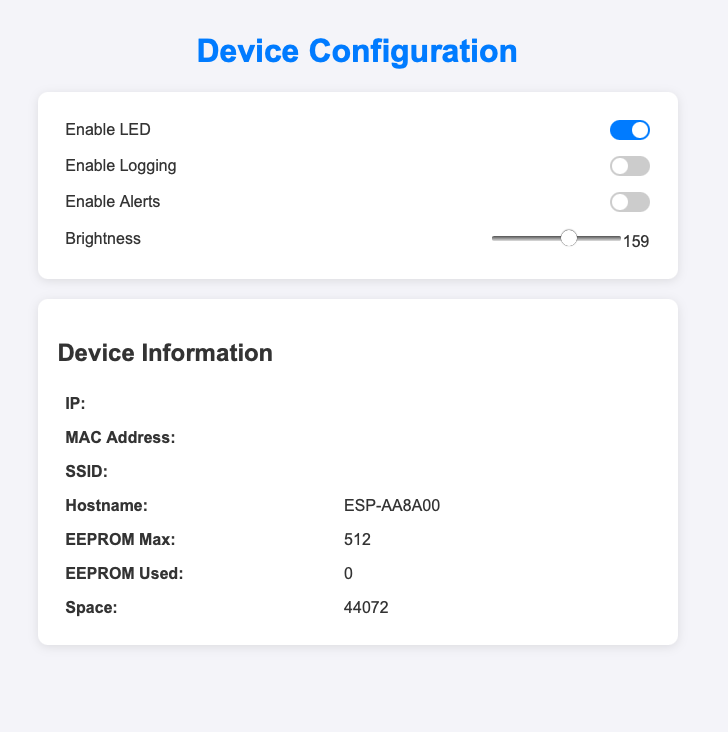 Device Configuration
Enable LED
Enable Logging
Enable Alerts
Brightness 159
Device Information
IP:
MAC Address:
SSID:
Hostname: ESP-AA8A00
EEPROM Max: 512
EEPROM Used: 0
Space: 44072